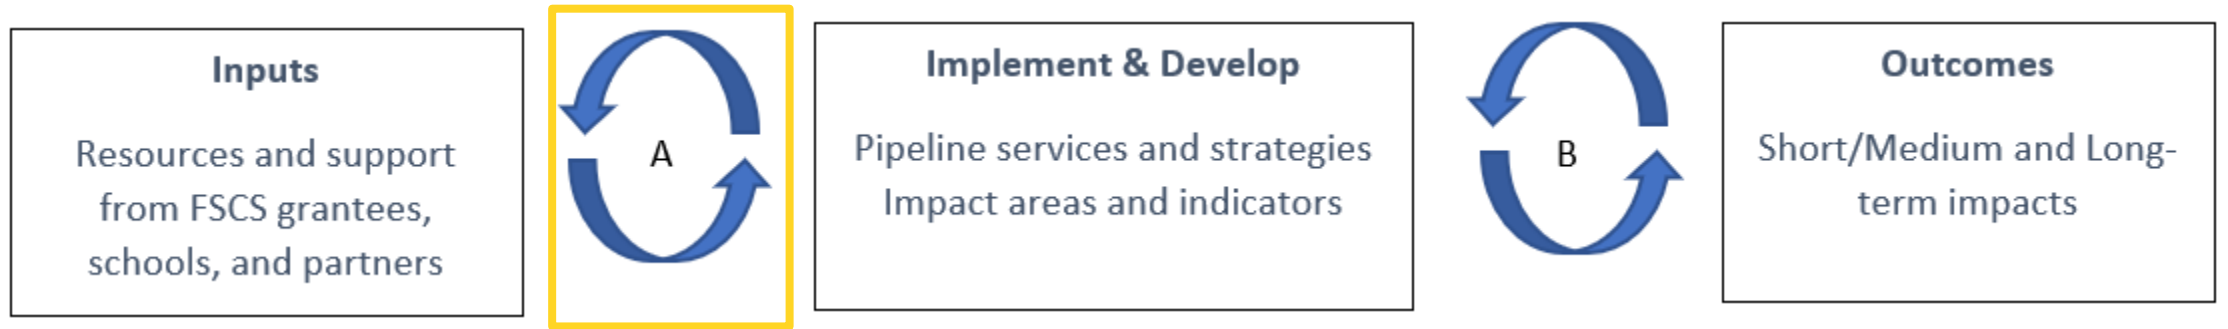 Inputs
Resources and support
from FSCS grantees,
schools, and partners
A
Implement & Develop
Pipeline services and strategies
Impact areas and indicators
B
Outcomes
Short/Medium and Long-
term impacts